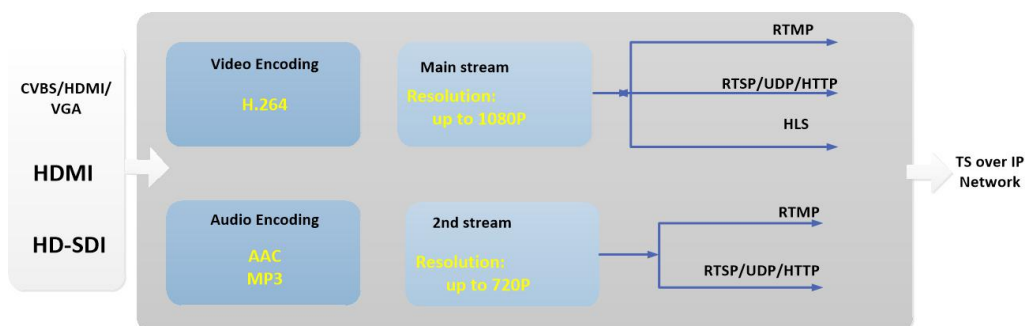 CVBS/HDMI/
VGA
HDMI
HD-SDI
Video Encoding
H.264
Audio Encoding
AAC
MP3
Main stream
Resolution:
up to 1080P
2nd stream
Resolution:
up to 720P
RTMP
RTSP/UDP/HTTP
HLS
RTMP
RTSP/UDP/HTTP
TS over IP
Network